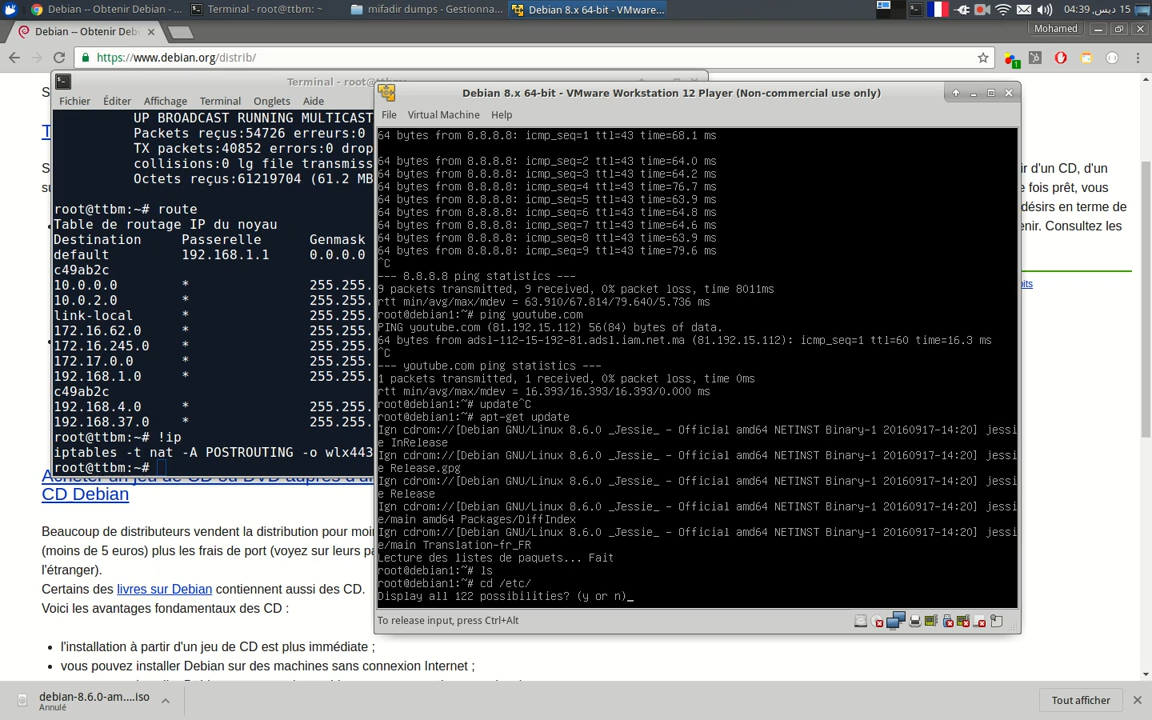 Debian -- Obtenir Debian - ...
Terminal - root@ttbm: ~
mifadir dumps - Gestionna...
Debian 8.x 64-bit - VMware...
15 ديس, 04:39
Debian -- Obtenir Deb
Mohamed
https://www.debian.org/distrib/
1
Terminal - root@ttbm: ~
Fichier Éditer Affichage Terminal Onglets Aide
UP BROADCAST RUNNING MULTICAST
Packets reçus:54726 erreurs:0
TX packets:40852 errors:0 drop
collisions:0 lg file transmiss
Octets reçus:61219704 (61.2 MB
root@ttbm:~# route
Table de routage IP du noyau
Destination Passerelle Genmask
default 192.168.1.1 0.0.0.0
c49ab2c
10.0.0.0 * 255.255.
10.0.2.0 * 255.255.
link-local * 255.255.
172.16.62.0 * 255.255.
172.16.245.0 * 255.255.
172.17.0.0 * 255.255.
192.168.1.0 * 255.255.
c49ab2c
192.168.4.0 * 255.255.
192.168.37.0 * 255.255.
root@ttbm:~# !ip
iptables -t nat -A POSTROUTING -o wlx443
root@ttbm:~#
Debian 8.x 64-bit - VMware Workstation 12 Player (Non-commercial use only)
File Virtual Machine Help
64 bytes from 8.8.8.8: icmp_seq=1 ttl=43 time=68.1 ms
64 bytes from 8.8.8.8: icmp_seq=2 ttl=43 time=64.0 ms
64 bytes from 8.8.8.8: icmp_seq=3 ttl=43 time=64.2 ms
64 bytes from 8.8.8.8: icmp_seq=4 ttl=43 time=76.7 ms
64 bytes from 8.8.8.8: icmp_seq=5 ttl=43 time=63.9 ms
64 bytes from 8.8.8.8: icmp_seq=6 ttl=43 time=64.8 ms
64 bytes from 8.8.8.8: icmp_seq=7 ttl=43 time=64.6 ms
64 bytes from 8.8.8.8: icmp_seq=8 ttl=43 time=63.9 ms
64 bytes from 8.8.8.8: icmp_seq=9 ttl=43 time=79.6 ms
^C
--- 8.8.8.8 ping statistics ---
9 packets transmitted, 9 received, 0% packet loss, time 8011ms
rtt min/avg/max/mdev = 63.910/67.814/79.640/5.736 ms
root@debian1:~# ping youtube.com
PING youtube.com (81.192.15.112) 56(84) bytes of data.
64 bytes from adsl-112-15-192-81.adsl.iam.net.ma (81.192.15.112): icmp_seq=1 ttl=60 time=16.3 ms
^C
--- youtube.com ping statistics ---
1 packets transmitted, 1 received, 0% packet loss, time 0ms
rtt min/avg/max/mdev = 16.393/16.393/16.393/0.000 ms
root@debian1:~# update^C
root@debian1:~# apt-get update
Ign cdrom://[Debian GNU/Linux 8.6.0 _Jessie_ - Official amd64 NETINST Binary-1 20160917-14:20] jessi
e InRelease
Ign cdrom://[Debian GNU/Linux 8.6.0 _Jessie_ - Official amd64 NETINST Binary-1 20160917-14:20] jessi
e Release.gpg
Ign cdrom://[Debian GNU/Linux 8.6.0 _Jessie_ - Official amd64 NETINST Binary-1 20160917-14:20] jessi
e Release
Ign cdrom://[Debian GNU/Linux 8.6.0 _Jessie_ - Official amd64 NETINST Binary-1 20160917-14:20] jessi
e/main amd64 Packages/DiffIndex
Ign cdrom://[Debian GNU/Linux 8.6.0 _Jessie_ - Official amd64 NETINST Binary-1 20160917-14:20] jessi
e/main Translation-fr_FR
Lecture des listes de paquets... Fait
root@debian1:~# ls
root@debian1:~# cd /etc/
Display all 122 possibilities? (y or n)_
To release input, press Ctrl+Alt
ir d'un CD, d'un
e fois prêt, vous
désirs en terme de
enir. Consultez les
bits
CD Debian
Beaucoup de distributeurs vendent la distribution pour moi
(moins de 5 euros) plus les frais de port (voyez sur leurs pa
l'étranger).
Certains des livres sur Debian contiennent aussi des CD.
Voici les avantages fondamentaux des CD :
l'installation à partir d'un jeu de CD est plus immédiate ;
vous pouvez installer Debian sur des machines sans connexion Internet ;
debian-8.6.0-am....iso
Annulé
Tout afficher